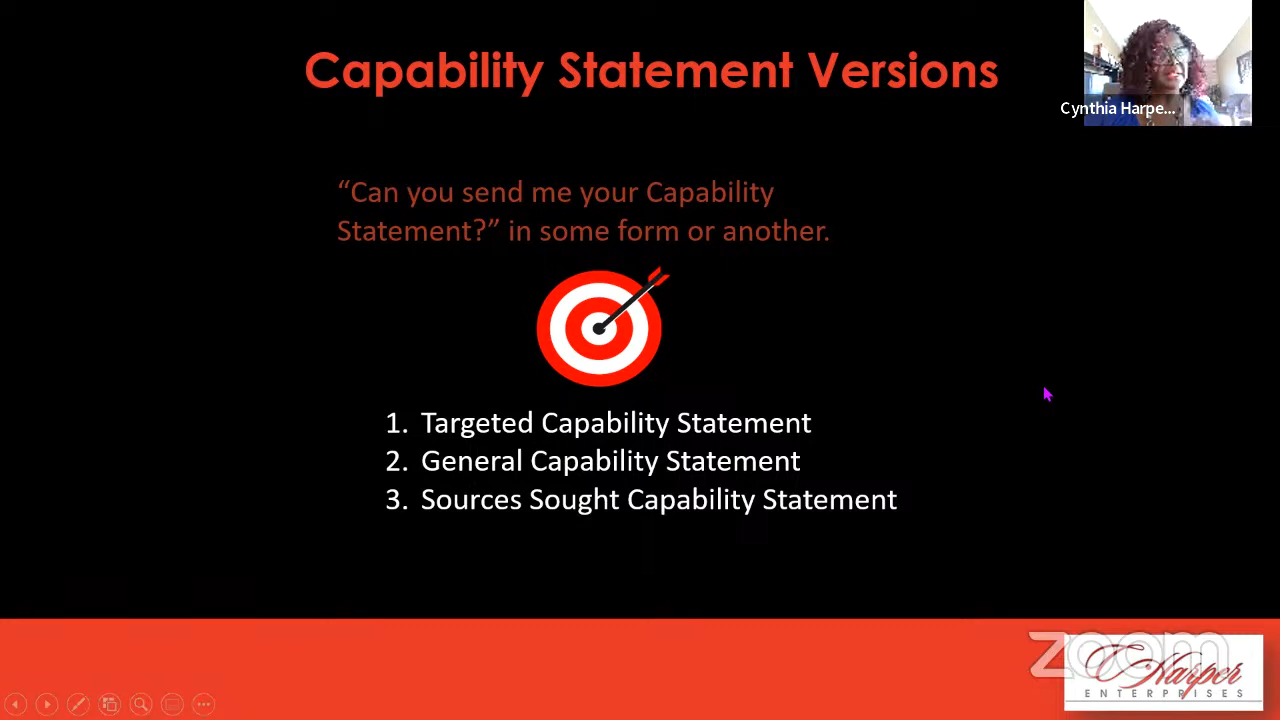 Capability Statement Versions
Cynthia Harpe...
“Can you send me your Capability
Statement?” in some form or another.
1. Targeted Capability Statement
2. General Capability Statement
3. Sources Sought Capability Statement
zoom
C Harper
ENTERPRISES